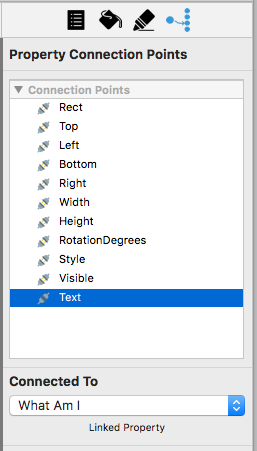 Property Connection Points
Connection Points
Rect
Top
Left
Bottom
Right
Width
Height
RotationDegrees
Style
Visible
Text
Connected To
What Am I
Linked Property